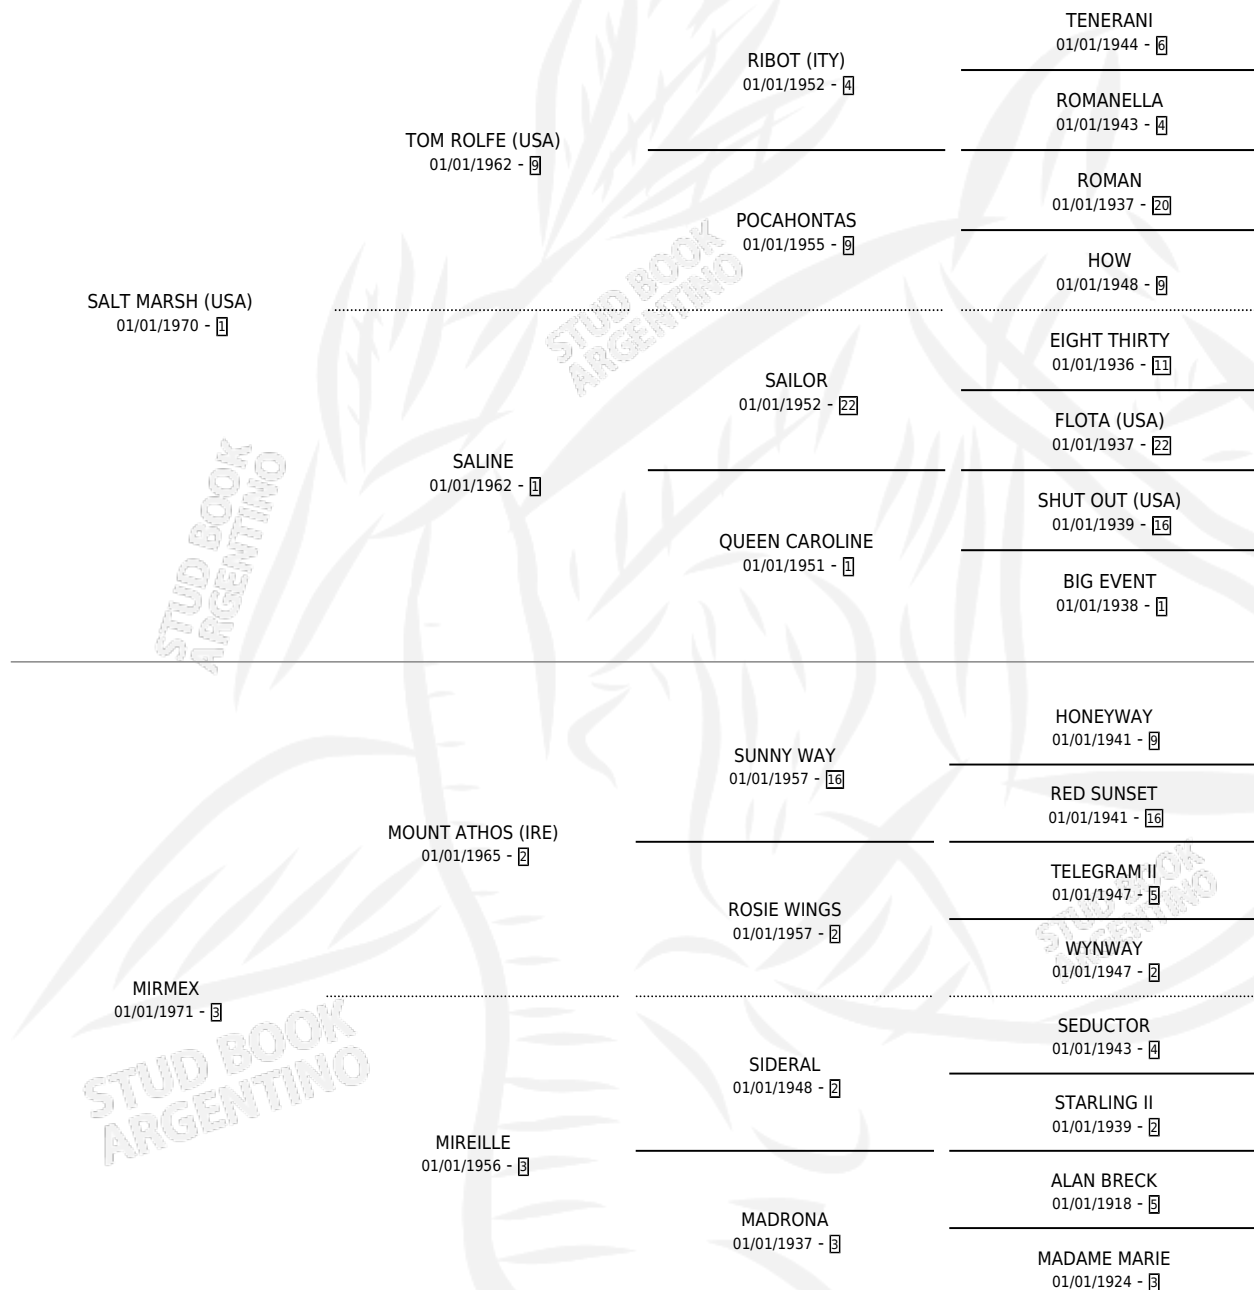 TENERANI
01/01/1944 - 6
RIBOT (ITY)
01/01/1952 - 4
ROMANELLA
01/01/1943 - 4
TOM ROLFE (USA)
01/01/1962 - 9
ROMAN
01/01/1937 - 20
POCAHONTAS
01/01/1955 - 9
HOW
01/01/1948 - 9
SALT MARSH (USA)
01/01/1970 - 1
EIGHT THIRTY
01/01/1936 - 11
SAILOR
01/01/1952 - 22
FLOTA (USA)
01/01/1937 - 22
SALINE
01/01/1962 - 1
SHUT OUT (USA)
01/01/1939 - 16
QUEEN CAROLINE
01/01/1951 - 1
BIG EVENT
01/01/1938 - 1
HONEYWAY
01/01/1941 - 9
SUNNY WAY
01/01/1957 - 16
RED SUNSET
01/01/1941 - 16
MOUNT ATHOS (IRE)
01/01/1965 - 2
TELEGRAM II
01/01/1947 - 5
ROSIE WINGS
01/01/1957 - 2
WYNWAY
01/01/1947 - 2
MIRMEX
01/01/1971 - 3
SEDUCTOR
01/01/1943 - 4
SIDERAL
01/01/1948 - 2
STARLING II
01/01/1939 - 2
MIREILLE
01/01/1956 - 3
ALAN BRECK
01/01/1918 - 5
MADRONA
01/01/1937 - 3
MADAME MARIE
01/01/1924 - 3
STUD BOOK
ARGENTINO
STUD BOOK
ARGENTINO
STUD BOOK
ARGENTINO
STUD BOOK
ARGENTINO